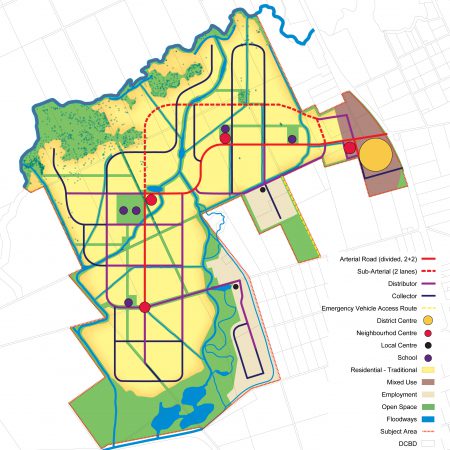 Arterial Road (divided, 2+2)
Sub-Arterial (2 lanes)
Distributor
Collector
Emergency Vehicle Access Route
District Centre
Neighbourhod Centre
Local Centre
School
Residential - Traditional
Mixed Use
Employment
Open Space
Floodways
Subject Area
DCBD